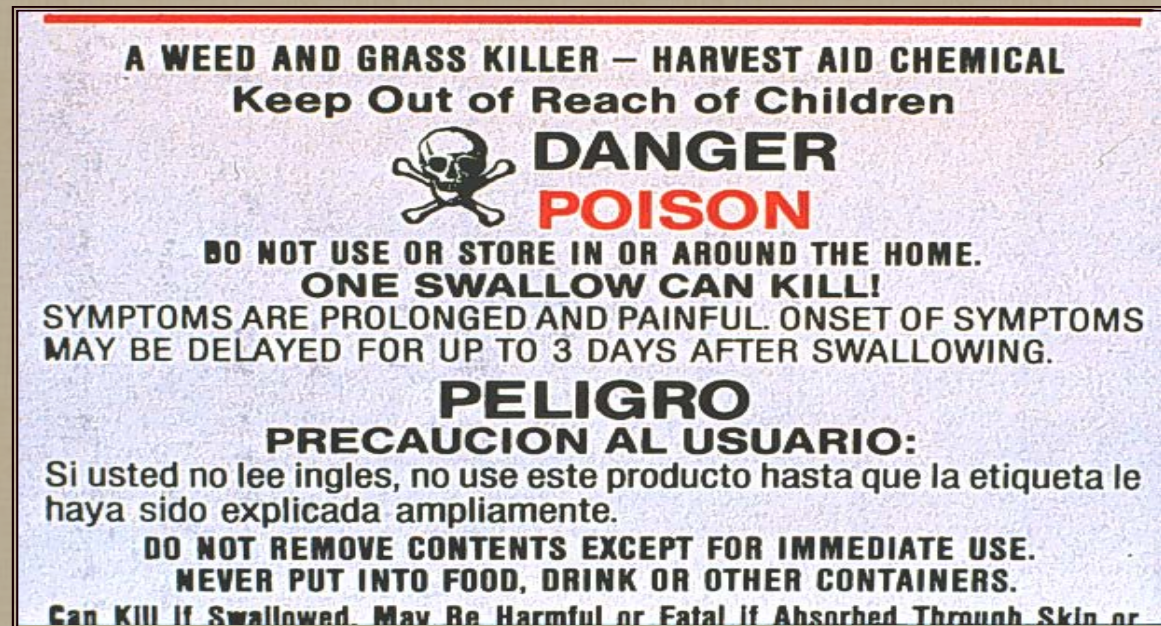 A WEED AND GRASS KILLER – HARVEST AID CHEMICAL
Keep Out of Reach of Children
DANGER
POISON
DO NOT USE OR STORE IN OR AROUND THE HOME.
ONE SWALLOW CAN KILL!
SYMPTOMS ARE PROLONGED AND PAINFUL. ONSET OF SYMPTOMS
MAY BE DELAYED FOR UP TO 3 DAYS AFTER SWALLOWING.
PELIGRO
PRECAUCION AL USUARIO:
Si usted no lee ingles, no use este producto hasta que la etiqueta le
haya sido explicada ampliamente.
DO NOT REMOVE CONTENTS EXCEPT FOR IMMEDIATE USE.
NEVER PUT INTO FOOD, DRINK OR OTHER CONTAINERS.
Can Kill If Swallowed. May Be Harmful or Fatal if Absorbed Through Skin or